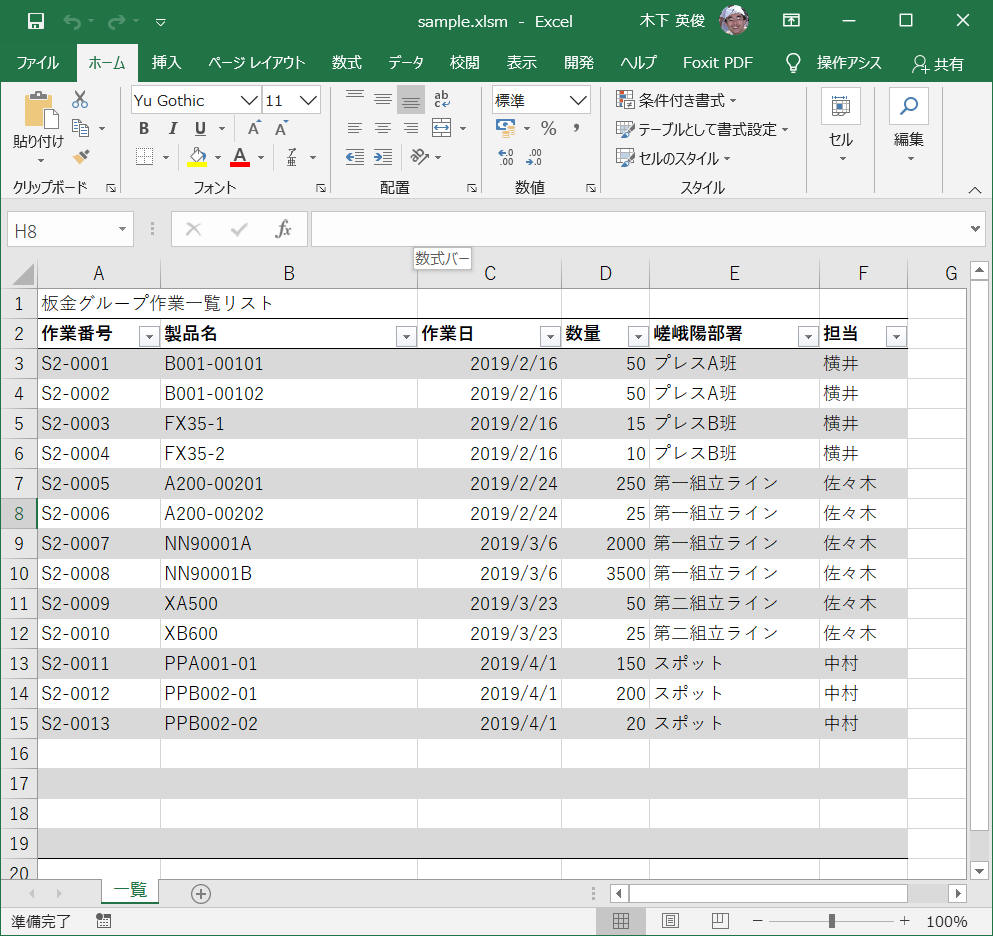 sample.xlsm - Excel 木下 英俊
ファイル ホーム 挿入 ページ レイアウト 数式 データ 校閲 表示 開発 ヘルプ Foxit PDF 操作アシス 共有
貼り付け
クリップボード
Yu Gothic 11
B I U A A
A 亜
フォント
ab
c
配置
標準
% ,
←.0 .00
.00 →.0
数値
条件付き書式
テーブルとして書式設定
セルのスタイル
スタイル
セル
編集
H8 fx
数式バー
A B C D E F G
1 板金グループ作業一覧リスト
2 作業番号 製品名 作業日 数量 嵯峨陽部署 担当
3 S2-0001 B001-00101 2019/2/16 50 プレスA班 横井
4 S2-0002 B001-00102 2019/2/16 50 プレスA班 横井
5 S2-0003 FX35-1 2019/2/16 15 プレスB班 横井
6 S2-0004 FX35-2 2019/2/16 10 プレスB班 横井
7 S2-0005 A200-00201 2019/2/24 250 第一組立ライン 佐々木
8 S2-0006 A200-00202 2019/2/24 25 第一組立ライン 佐々木
9 S2-0007 NN90001A 2019/3/6 2000 第一組立ライン 佐々木
10 S2-0008 NN90001B 2019/3/6 3500 第一組立ライン 佐々木
11 S2-0009 XA500 2019/3/23 50 第二組立ライン 佐々木
12 S2-0010 XB600 2019/3/23 25 第二組立ライン 佐々木
13 S2-0011 PPA001-01 2019/4/1 150 スポット 中村
14 S2-0012 PPB002-01 2019/4/1 200 スポット 中村
15 S2-0013 PPB002-02 2019/4/1 20 スポット 中村
16
17
18
19
20
一覧
準備完了 100%